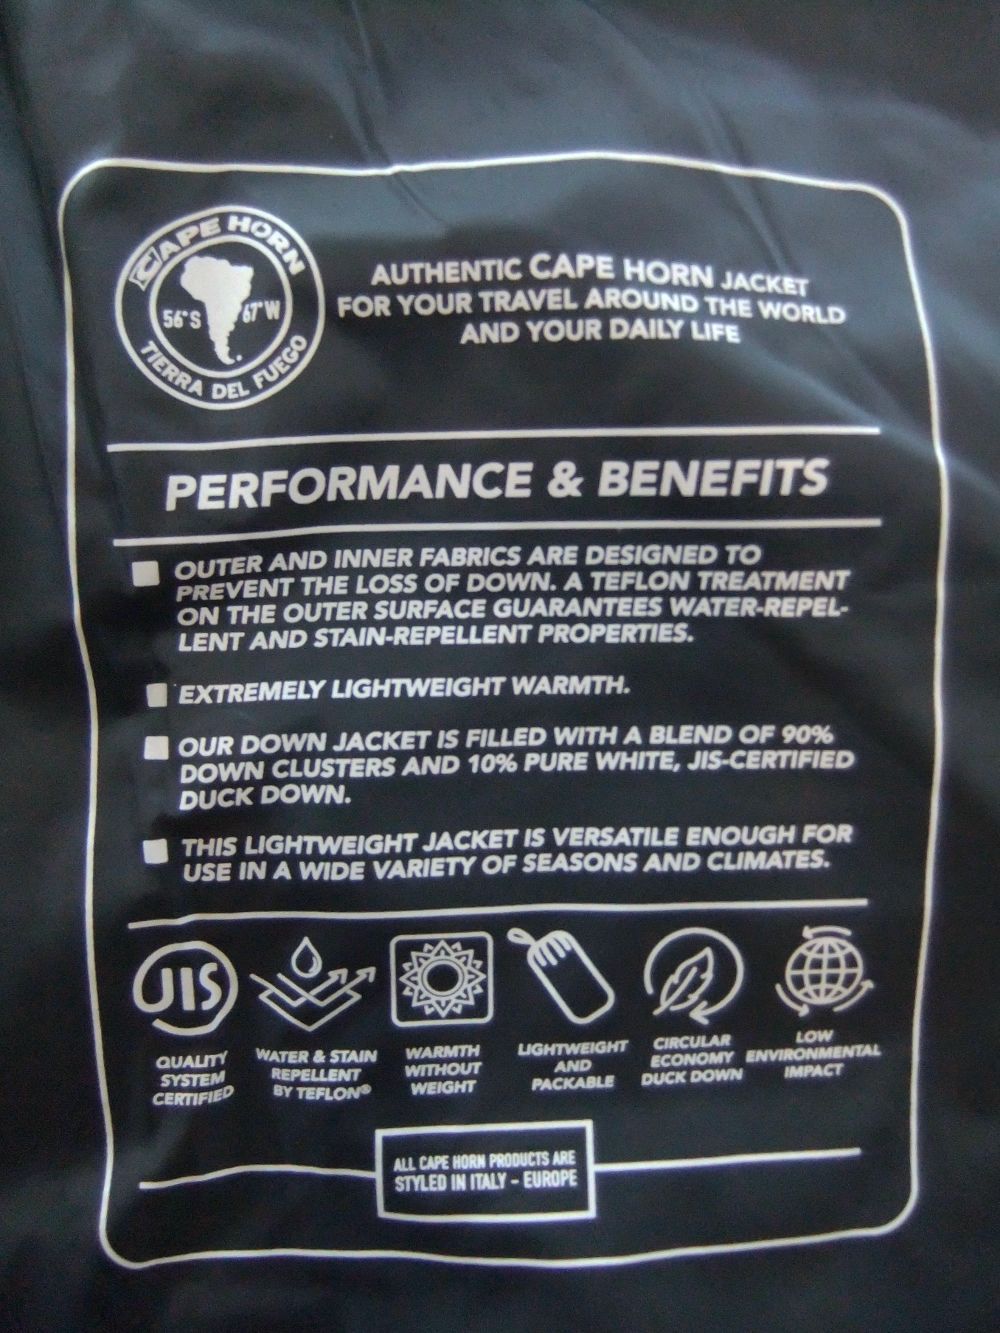 CAPE HORN
56°S 67°W
TIERRA DEL FUEGO
AUTHENTIC CAPE HORN JACKET
FOR YOUR TRAVEL AROUND THE WORLD
AND YOUR DAILY LIFE
PERFORMANCE & BENEFITS
OUTER AND INNER FABRICS ARE DESIGNED TO
PREVENT THE LOSS OF DOWN. A TEFLON TREATMENT
ON THE OUTER SURFACE GUARANTEES WATER-REPEL-
LENT AND STAIN-REPELLENT PROPERTIES.
EXTREMELY LIGHTWEIGHT WARMTH.
OUR DOWN JACKET IS FILLED WITH A BLEND OF 90%
DOWN CLUSTERS AND 10% PURE WHITE, JIS-CERTIFIED
DUCK DOWN.
THIS LIGHTWEIGHT JACKET IS VERSATILE ENOUGH FOR
USE IN A WIDE VARIETY OF SEASONS AND CLIMATES.
JIS
QUALITY
SYSTEM
CERTIFIED
WATER & STAIN
REPELLENT
BY TEFLON®
WARMTH
WITHOUT
WEIGHT
LIGHTWEIGHT
AND
PACKABLE
CIRCULAR
ECONOMY
DUCK DOWN
LOW
ENVIRONMENTAL
IMPACT
ALL CAPE HORN PRODUCTS ARE
STYLED IN ITALY - EUROPE